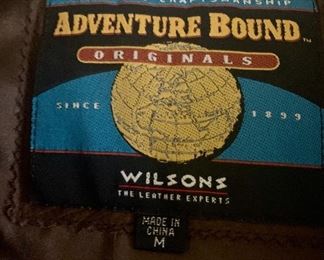 CRAFTSMANSHIP
ADVENTURE BOUND
ORIGINALS
SINCE 1899
WILSONS
THE LEATHER EXPERTS
MADE IN
CHINA
M